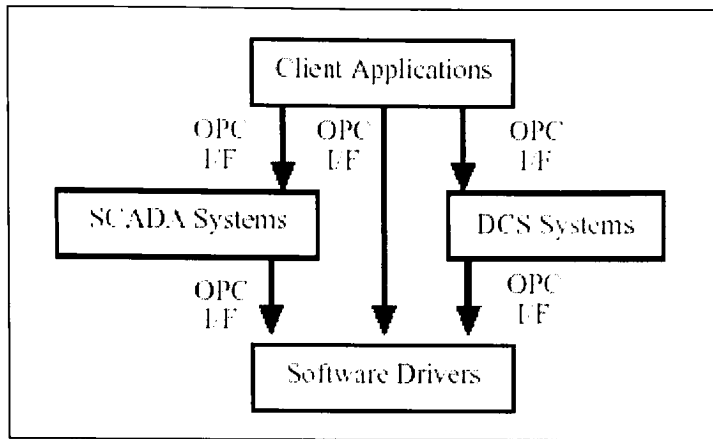 Client Applications
OPC
I/F
OPC
I/F
OPC
I/F
SCADA Systems
DCS Systems
OPC
I/F
OPC
I/F
Software Drivers